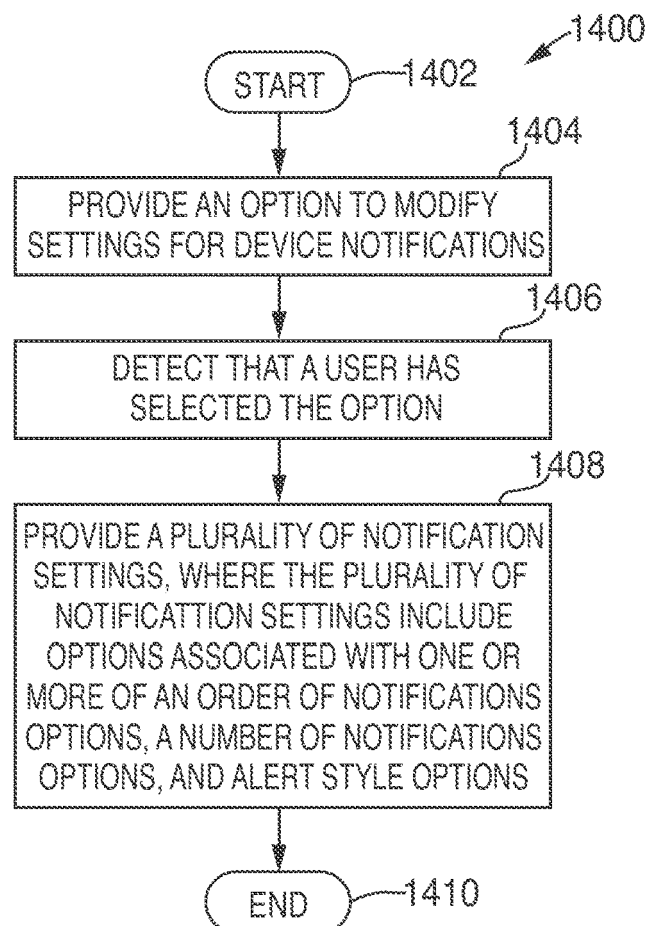 1400
START
1402
1404
PROVIDE AN OPTION TO MODIFY
SETTINGS FOR DEVICE NOTIFICATIONS
1406
DETECT THAT A USER HAS
SELECTED THE OPTION
1408
PROVIDE A PLURALITY OF NOTIFICATION
SETTINGS, WHERE THE PLURALITY OF
NOTIFICATTION SETTINGS INCLUDE
OPTIONS ASSOCIATED WITH ONE OR
MORE OF AN ORDER OF NOTIFICATIONS
OPTIONS, A NUMBER OF NOTIFICATIONS
OPTIONS, AND ALERT STYLE OPTIONS
END
1410